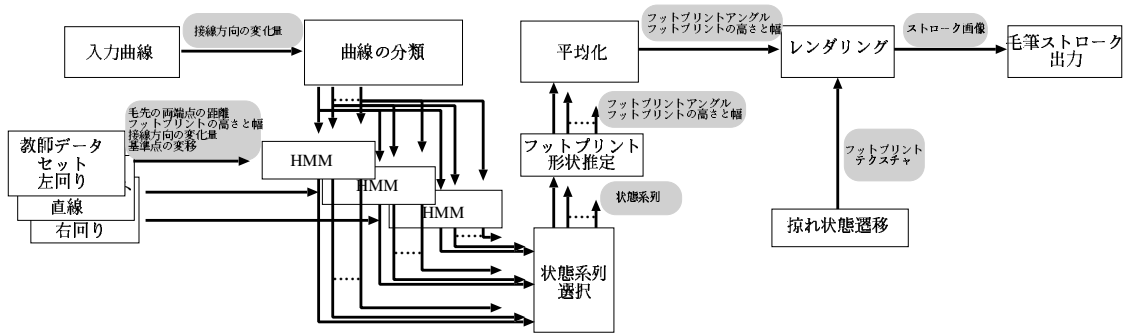 入力曲線
接線方向の変化量
曲線の分類
平均化
フットプリントアングル
フットプリントの高さと幅
レンダリング
ストローク画像
毛筆ストローク
出力
毛先の両端点の距離
フットプリントの高さと幅
接線方向の変化量
基準点の変移
教師データ
セット
左回り
直線
右回り
HMM
HMM
HMM
フットプリントアングル
フットプリントの高さと幅
フットプリント
形状推定
状態系列
状態系列
選択
フットプリント
テクスチャ
掠れ状態遷移